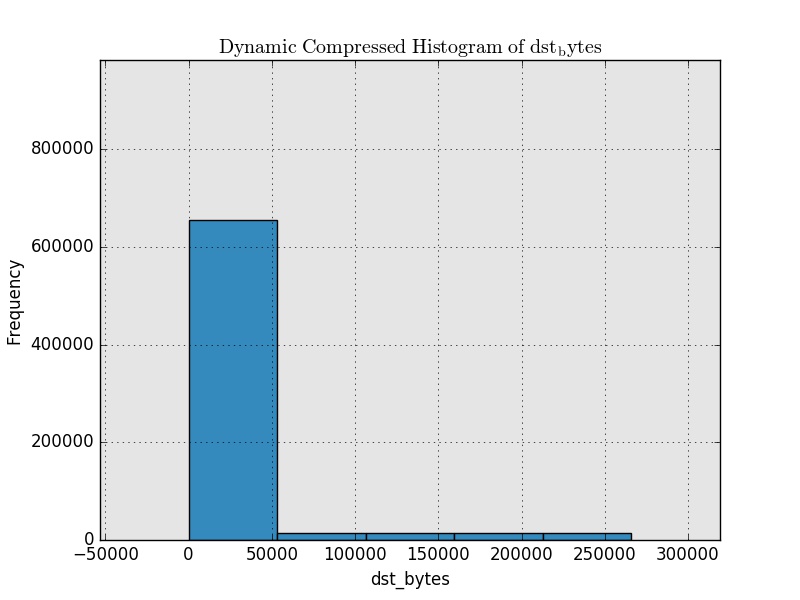 Dynamic Compressed Histogram of dst_bytes
800000
600000
400000
200000
0
Frequency
−50000 0 50000 100000 150000 200000 250000 300000
dst_bytes